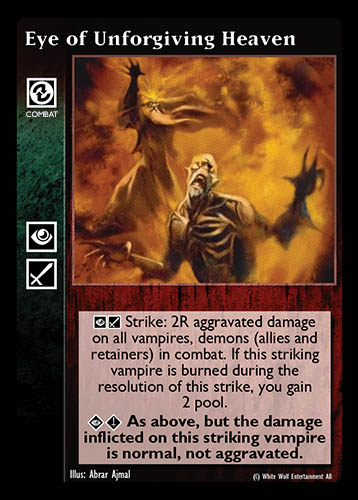 Eye of Unforgiving Heaven
COMBAT
Strike: 2R aggravated damage
on all vampires, demons (allies and
retainers) in combat. If this striking
vampire is burned during the
resolution of this strike, you gain
2 pool.
As above, but the damage
inflicted on this striking vampire
is normal, not aggravated.
Illus: Abrar Ajmal
(C) White Wolf Entertainment AB